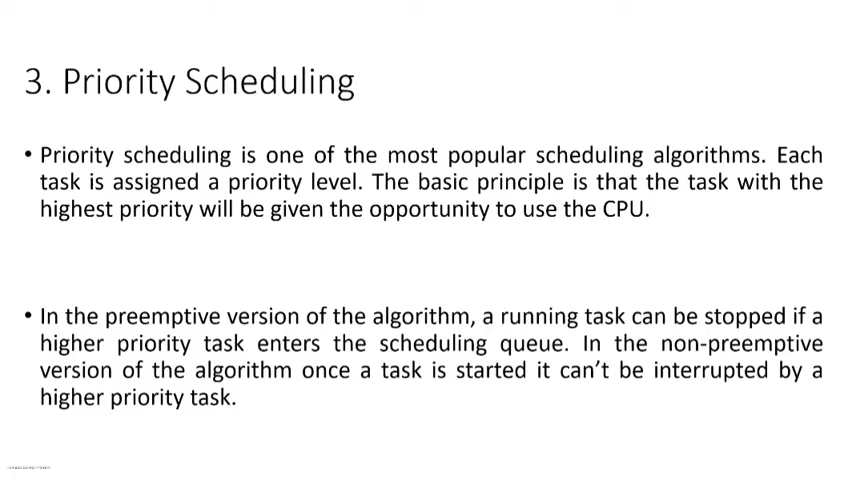 3. Priority Scheduling
• Priority scheduling is one of the most popular scheduling algorithms. Each
task is assigned a priority level. The basic principle is that the task with the
highest priority will be given the opportunity to use the CPU.
• In the preemptive version of the algorithm, a running task can be stopped if a
higher priority task enters the scheduling queue. In the non-preemptive
version of the algorithm once a task is started it can’t be interrupted by a
higher priority task.